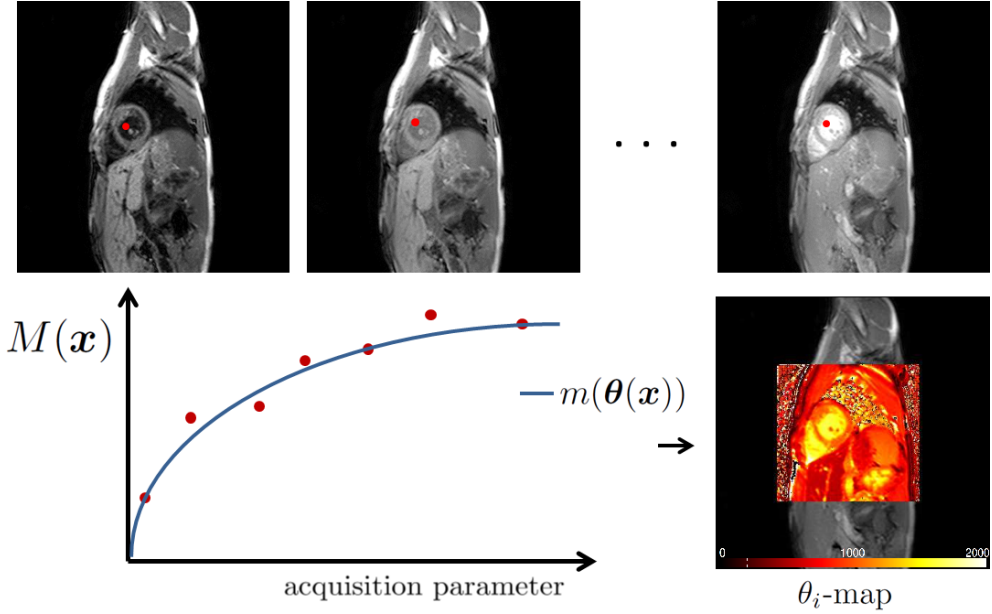 . . .
M(𝒙)
m(𝜽(𝒙))
acquisition parameter
0 1000 2000
θᵢ-map